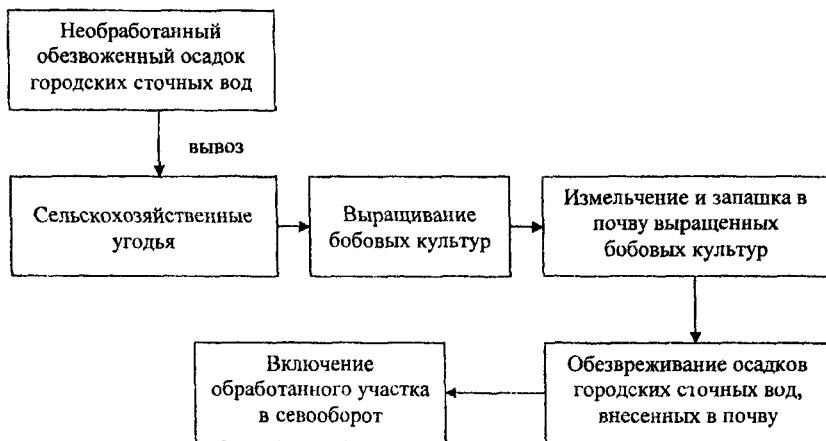 Необработанный
обезвоженный осадок
городских сточных вод
вывоз
Сельскохозяйственные
угодья
Выращивание
бобовых культур
Измельчение и запашка в
почву выращенных
бобовых культур
Обезвреживание осадков
городских сточных вод,
внесенных в почву
Включение
обработанного участка
в севооборот